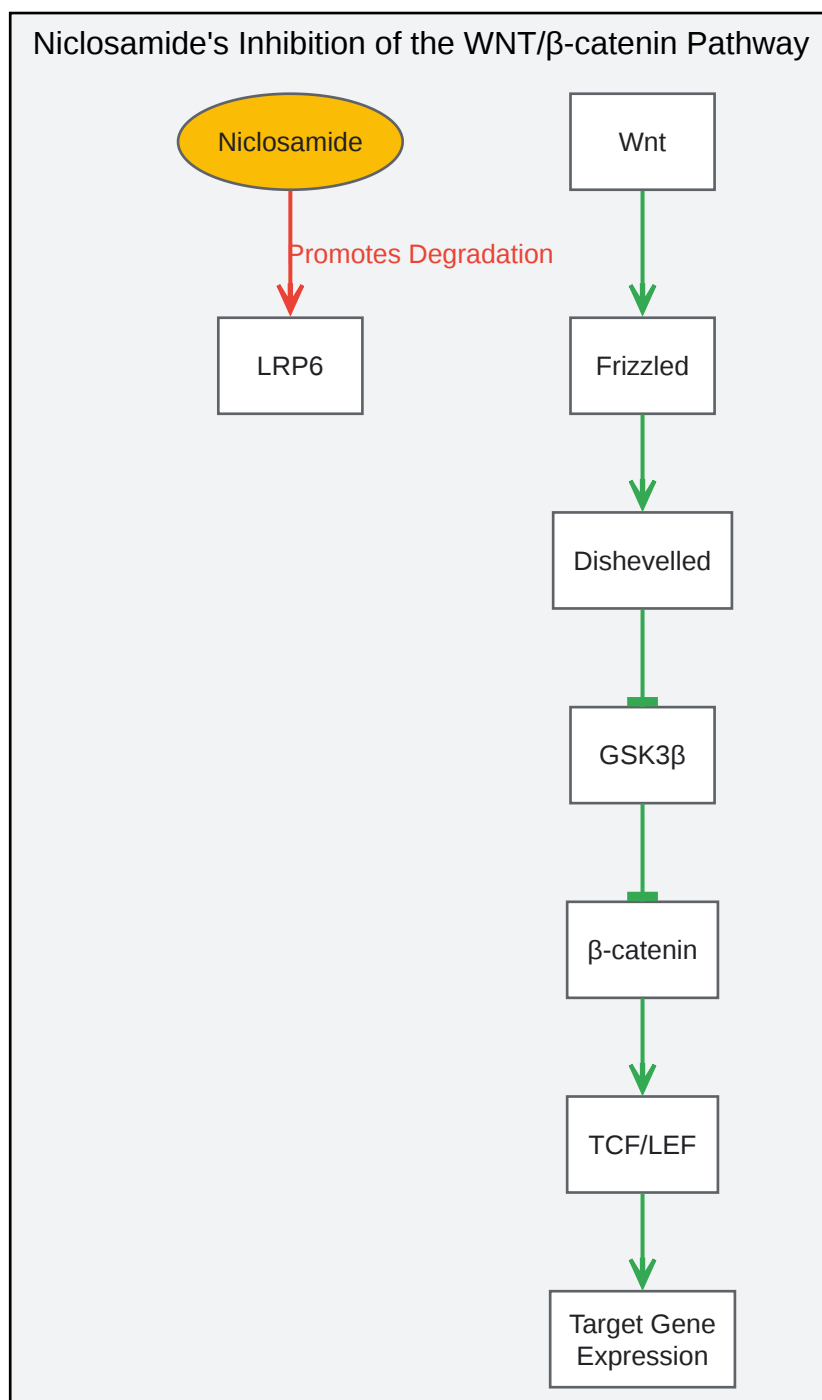 Niclosamide's Inhibition of the WNT/β-catenin Pathway
Niclosamide
Wnt
Promotes Degradation
LRP6
Frizzled
Dishevelled
GSK3β
β-catenin
TCF/LEF
Target Gene
Expression